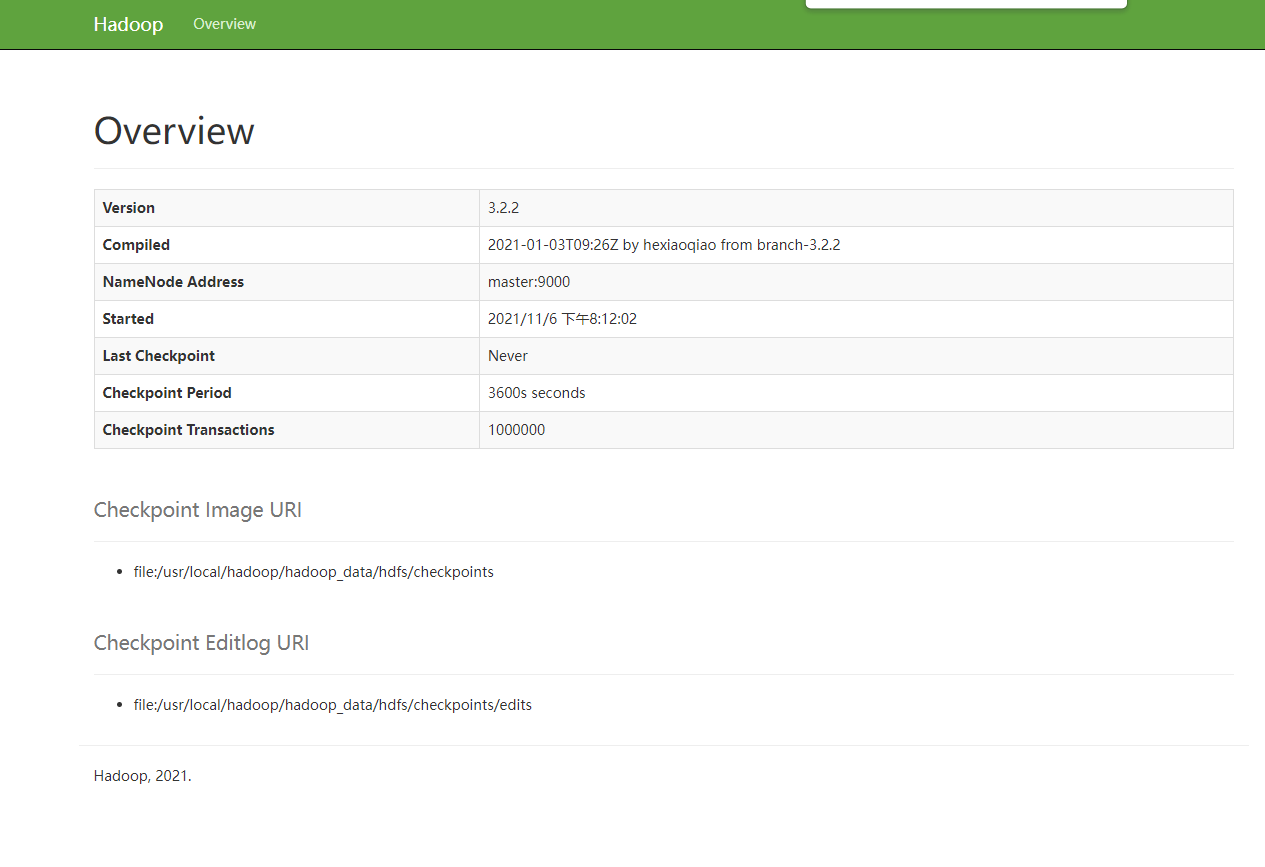 Hadoop Overview
Overview
Version 3.2.2
Compiled 2021-01-03T09:26Z by hexiaoqiao from branch-3.2.2
NameNode Address master:9000
Started 2021/11/6 下午8:12:02
Last Checkpoint Never
Checkpoint Period 3600s seconds
Checkpoint Transactions 1000000
Checkpoint Image URI
file:/usr/local/hadoop/hadoop_data/hdfs/checkpoints
Checkpoint Editlog URI
file:/usr/local/hadoop/hadoop_data/hdfs/checkpoints/edits
Hadoop, 2021.